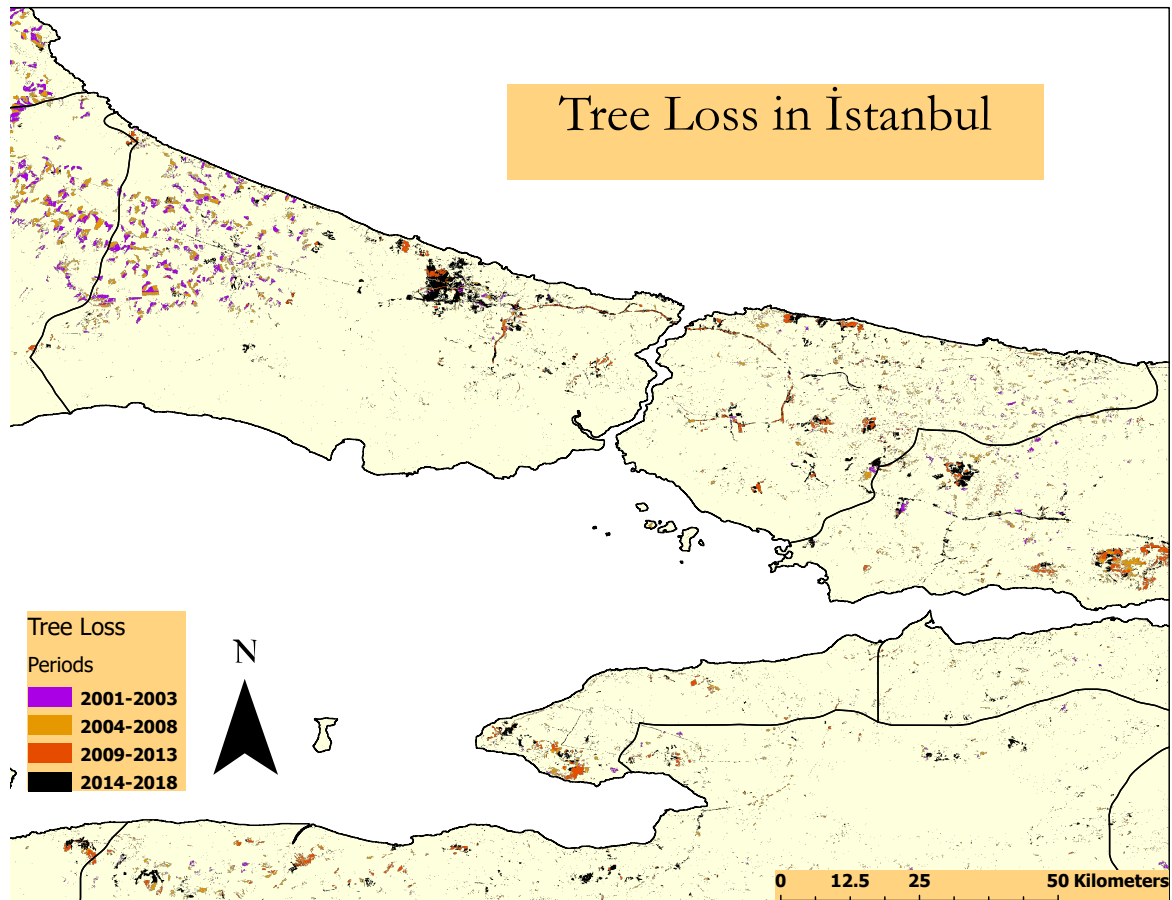 Tree Loss in İstanbul
Tree Loss
Periods
2001-2003
2004-2008
2009-2013
2014-2018
N
0 12.5 25 50 Kilometers